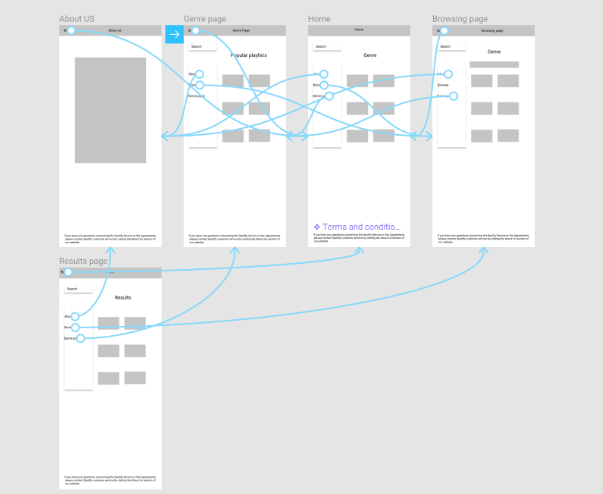 About US
Genre page
Home
Browsing page
About us
Genre Page
Home
Browsing page
Search
Search
Search
Popular playlists
Genre
Genre
Browse
❖ Terms and conditio...
If you have any questions concerning the Spotify Service or the Agreements,
please contact Spotify customer service by visiting the About Us section of
our website.
If you have any questions concerning the Spotify Service or the Agreements,
please contact Spotify customer service by visiting the About Us section of
our website.
If you have any questions concerning the Spotify Service or the Agreements,
please contact Spotify customer service by visiting the About Us section of
our website.
If you have any questions concerning the Spotify Service or the Agreements,
please contact Spotify customer service by visiting the About Us section of
our website.
Results page
Search
Results
If you have any questions concerning the Spotify Service or the Agreements,
please contact Spotify customer service by visiting the About Us section of
our website.